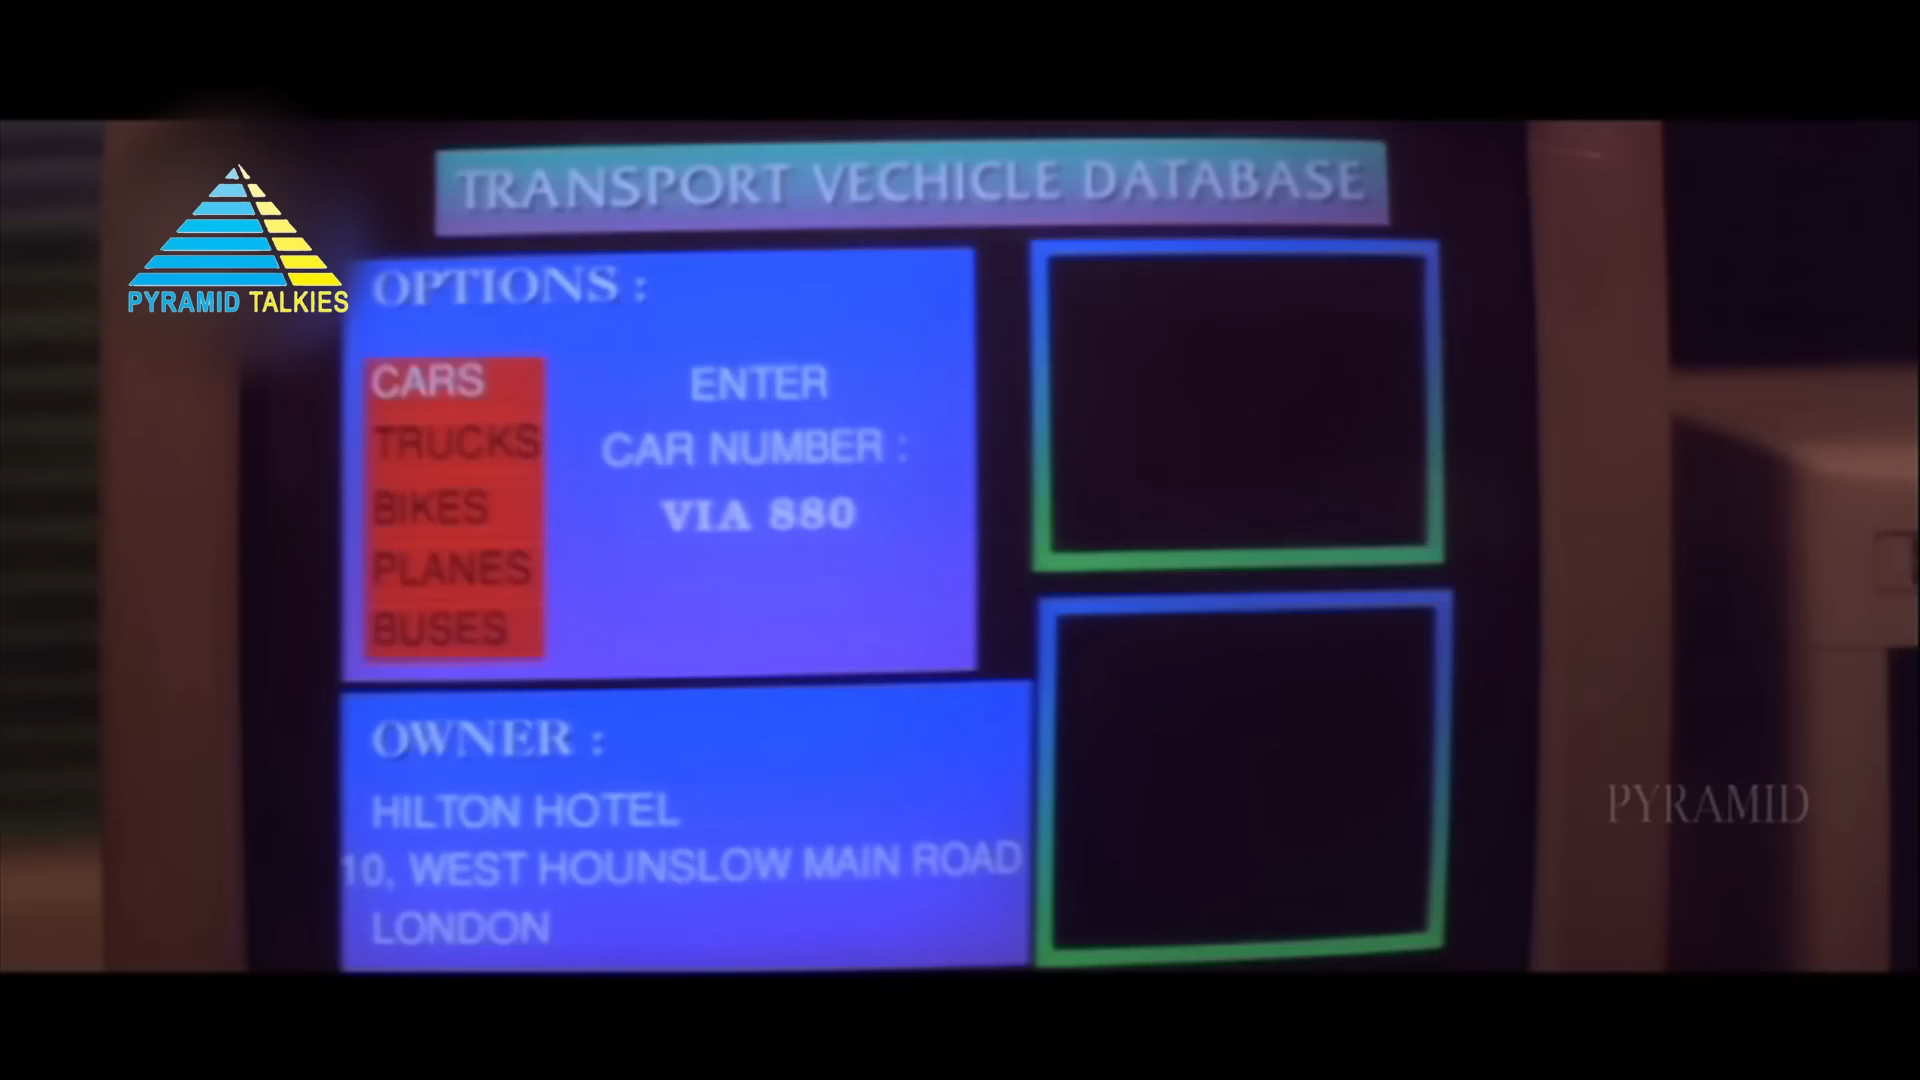 TRANSPORT VECHICLE DATABASE
PYRAMID TALKIES
OPTIONS :
CARS
TRUCKS
BIKES
PLANES
BUSES
ENTER
CAR NUMBER :
VIA 880
OWNER :
HILTON HOTEL
10, WEST HOUNSLOW MAIN ROAD
LONDON
PYRAMID